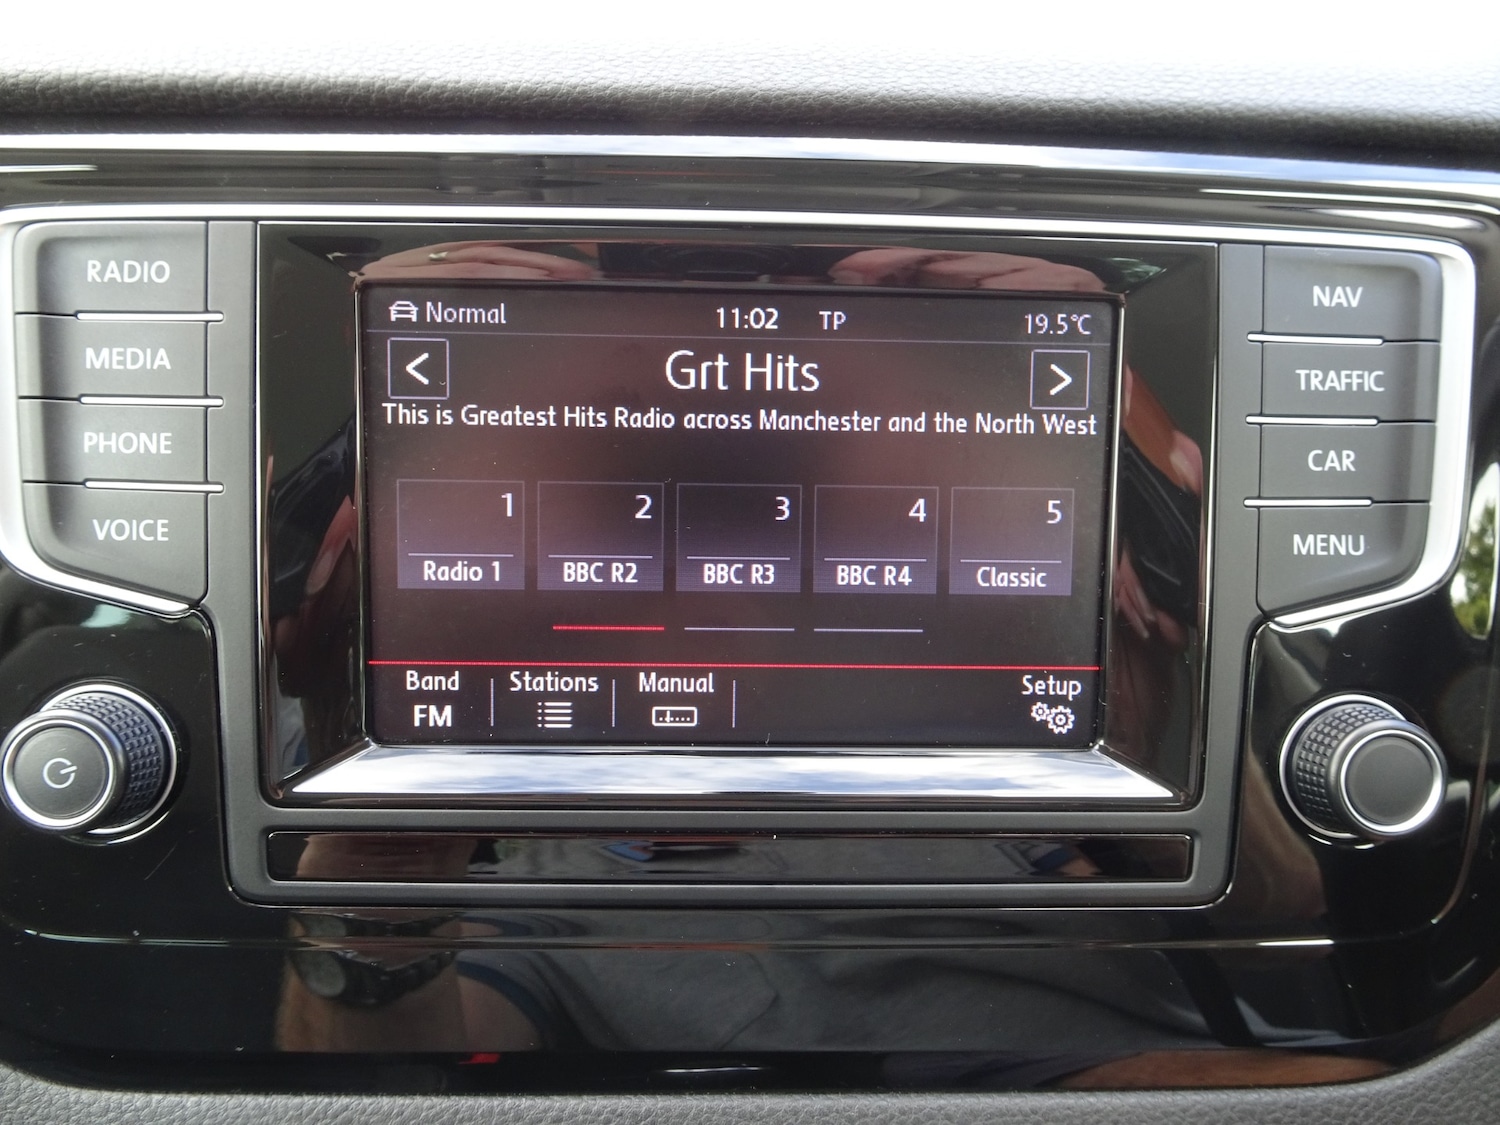 RADIO
MEDIA
PHONE
VOICE
Normal 11:02 TP 19.5°C
< Grt Hits >
This is Greatest Hits Radio across Manchester and the North West
1 2 3 4 5
Radio 1 BBC R2 BBC R3 BBC R4 Classic
Band Stations Manual Setup
FM
NAV
TRAFFIC
CAR
MENU